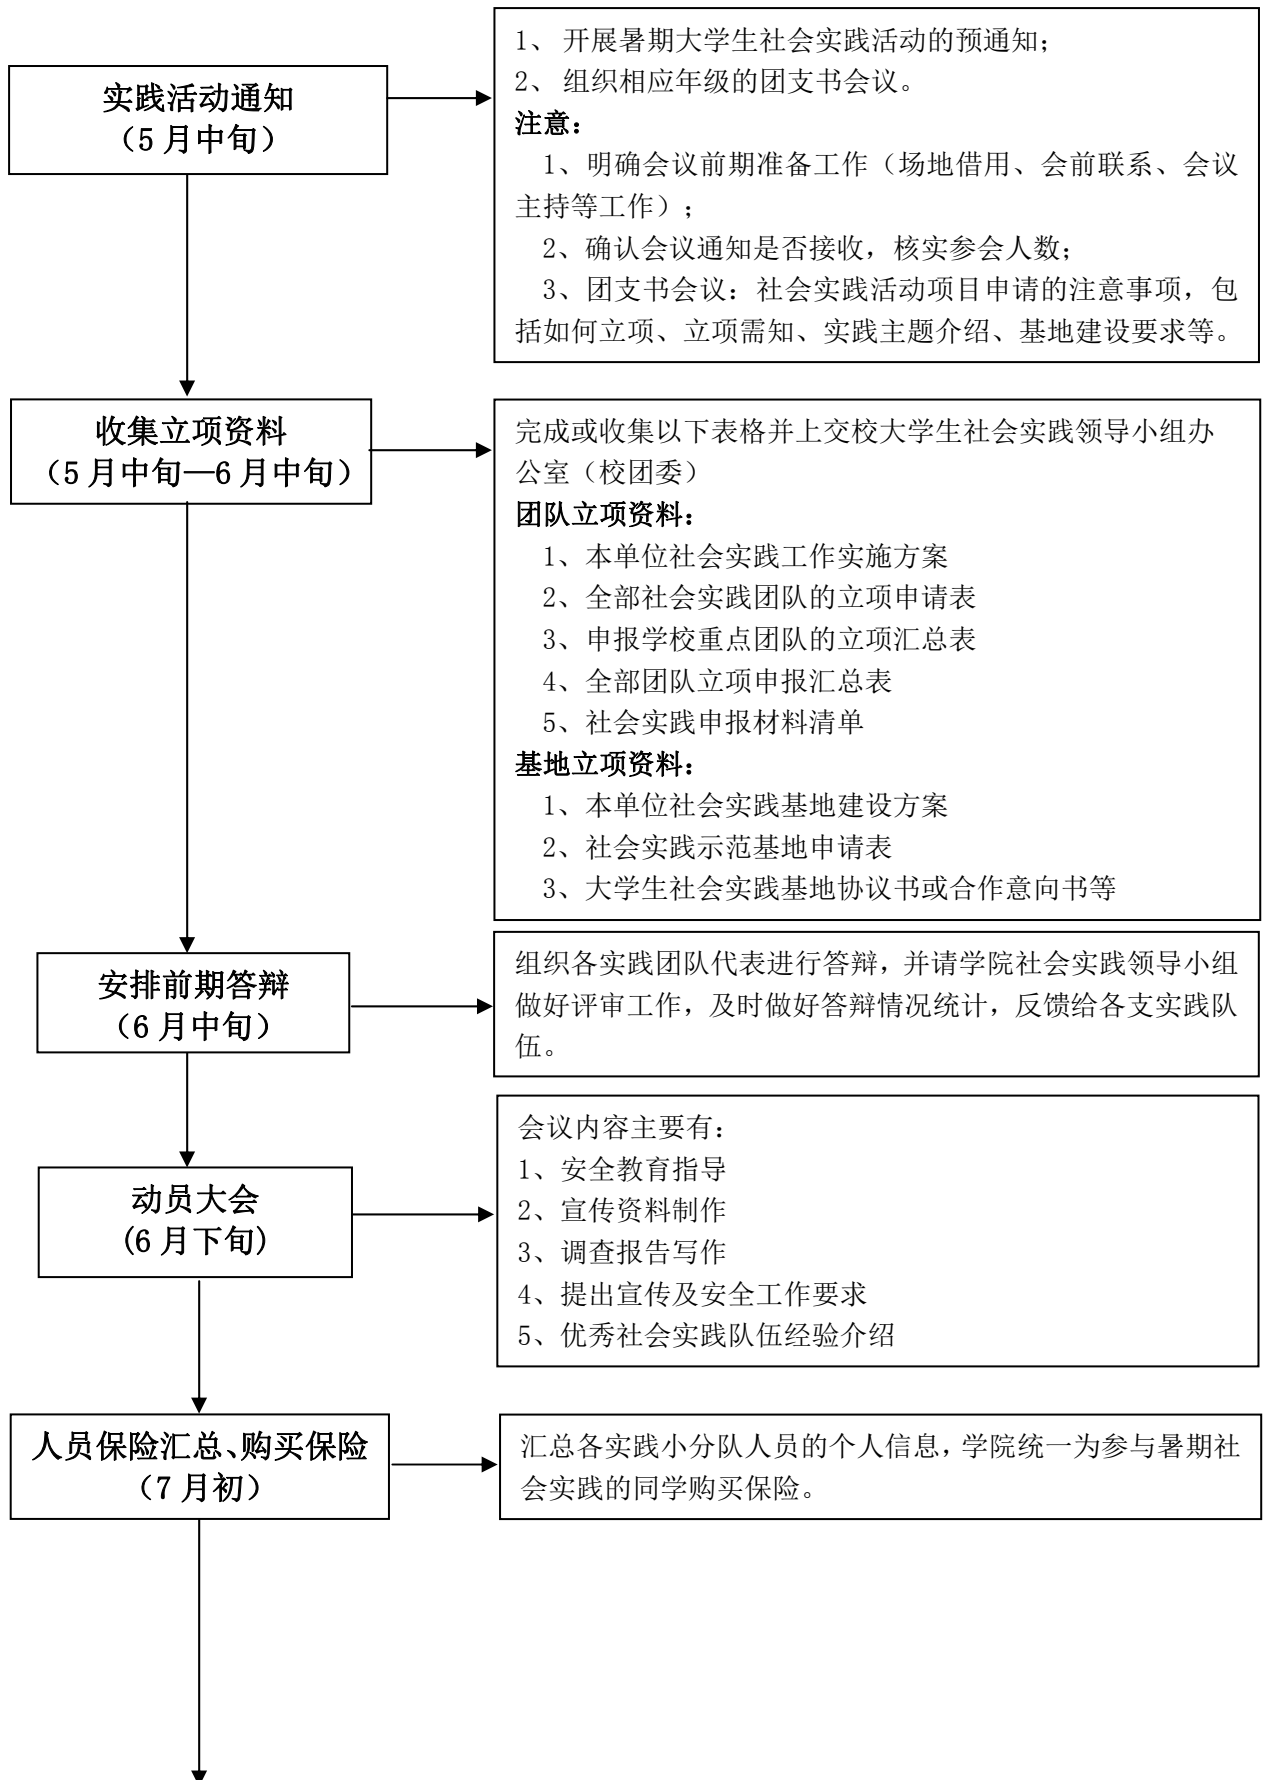 实践活动通知
（5 月中旬）
1、 开展暑期大学生社会实践活动的预通知；
2、 组织相应年级的团支书会议。
注意：
1、明确会议前期准备工作（场地借用、会前联系、会议
主持等工作）；
2、确认会议通知是否接收，核实参会人数；
3、团支书会议：社会实践活动项目申请的注意事项，包
括如何立项、立项需知、实践主题介绍、基地建设要求等。
收集立项资料
（5 月中旬—6 月中旬）
完成或收集以下表格并上交校大学生社会实践领导小组办
公室（校团委）
团队立项资料：
1、本单位社会实践工作实施方案
2、全部社会实践团队的立项申请表
3、申报学校重点团队的立项汇总表
4、全部团队立项申报汇总表
5、社会实践申报材料清单
基地立项资料：
1、本单位社会实践基地建设方案
2、社会实践示范基地申请表
3、大学生社会实践基地协议书或合作意向书等
安排前期答辩
（6 月中旬）
组织各实践团队代表进行答辩，并请学院社会实践领导小组
做好评审工作，及时做好答辩情况统计，反馈给各支实践队
伍。
动员大会
(6 月下旬)
会议内容主要有：
1、安全教育指导
2、宣传资料制作
3、调查报告写作
4、提出宣传及安全工作要求
5、优秀社会实践队伍经验介绍
人员保险汇总、购买保险
（7 月初）
汇总各实践小分队人员的个人信息，学院统一为参与暑期社
会实践的同学购买保险。